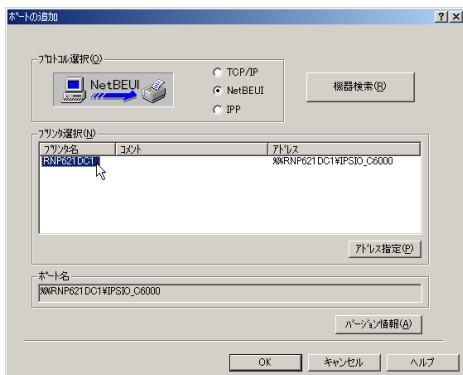 ポートの追加
プロトコル選択(O)
NetBEUI
TCP/IP
NetBEUI
IPP
機器検索(R)
プリンタ選択(N)
プリンタ名 コメント アドレス
RNP621DC1 %%RNP621DC1¥IPSIO_C6000
アドレス指定(P)
ポート名
%%RNP621DC1¥IPSIO_C6000
バージョン情報(A)
OK キャンセル ヘルプ